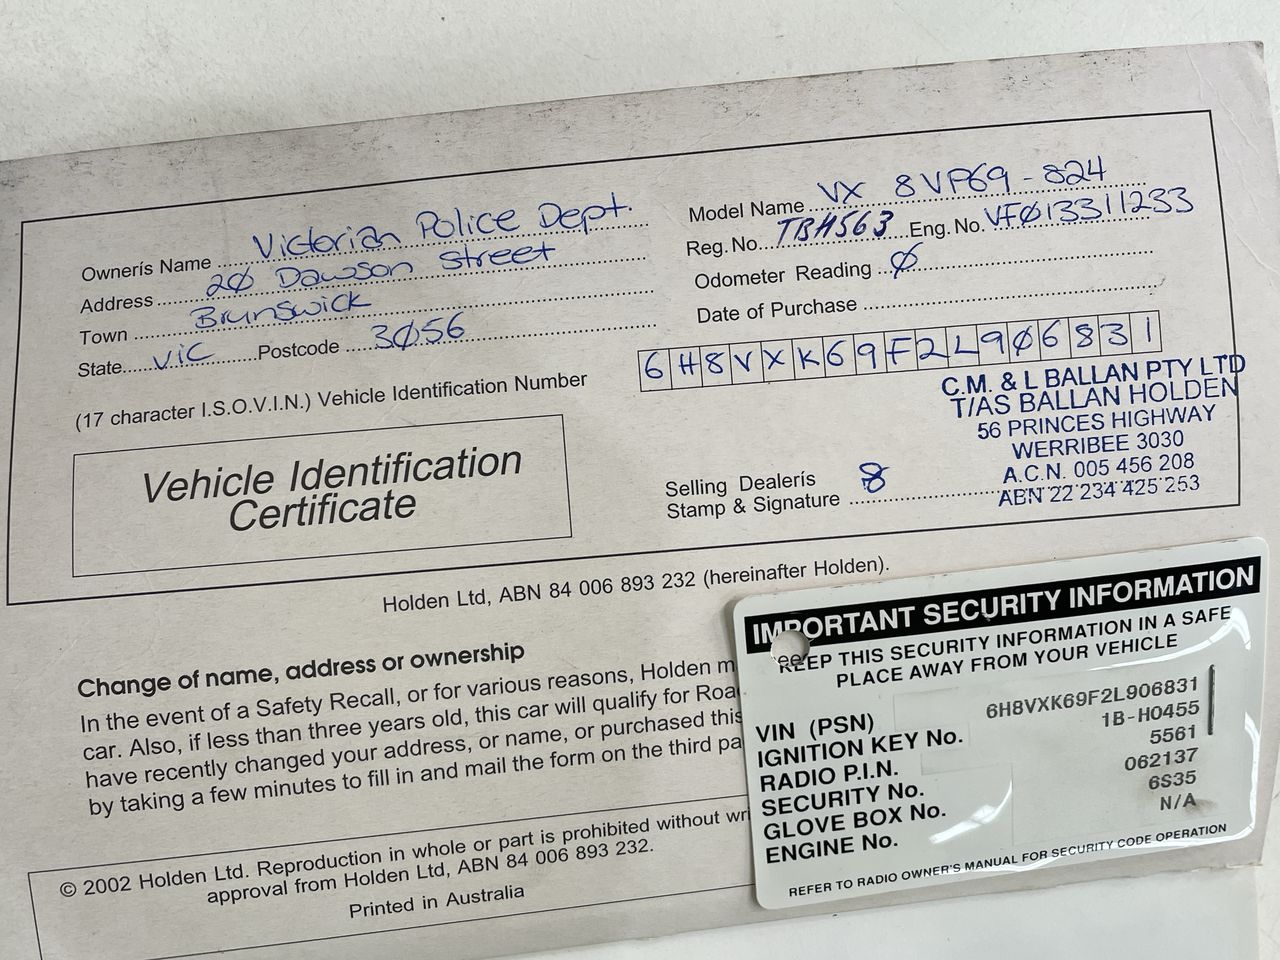 Ownerís Name Victorian Police Dept.
Address 20 Dawson Street
Town Brunswick
State VIC Postcode 3056
(17 character I.S.O.V.I.N.) Vehicle Identification Number
Vehicle Identification
Certificate
Model Name VX 8VP69-824
Reg. No. TBH563 Eng. No. VF013311233
Odometer Reading 0
Date of Purchase
6H8VXK69F2L906831
C.M. & L BALLAN PTY LTD
T/AS BALLAN HOLDEN
56 PRINCES HIGHWAY
WERRIBEE 3030
A.C.N. 005 456 208
ABN 22 234 425 253
Selling Dealerís
Stamp & Signature
Holden Ltd, ABN 84 006 893 232 (hereinafter Holden).
Change of name, address or ownership
In the event of a Safety Recall, or for various reasons, Holden m
car. Also, if less than three years old, this car will qualify for Roa
have recently changed your address, or name, or purchased this
by taking a few minutes to fill in and mail the form on the third pa
© 2002 Holden Ltd. Reproduction in whole or part is prohibited without wri
approval from Holden Ltd, ABN 84 006 893 232.
Printed in Australia
IMPORTANT SECURITY INFORMATION
KEEP THIS SECURITY INFORMATION IN A SAFE
PLACE AWAY FROM YOUR VEHICLE
VIN (PSN) 6H8VXK69F2L906831
IGNITION KEY No. 1B-H0455
RADIO P.I.N. 5561
SECURITY No. 062137
GLOVE BOX No. 6S35
ENGINE No. N/A
REFER TO RADIO OWNER'S MANUAL FOR SECURITY CODE OPERATION